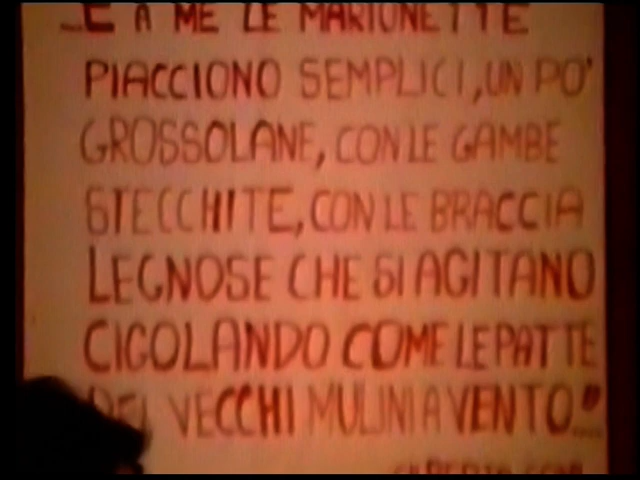 ...E A ME LE MARIONETTE
PIACCIONO SEMPLICI, UN PO'
GROSSOLANE, CON LE GAMBE
STECCHITE, CON LE BRACCIA
LEGNOSE CHE SI AGITANO
CIGOLANDO COME LE PATTE
DEI VECCHI MULINI A VENTO."